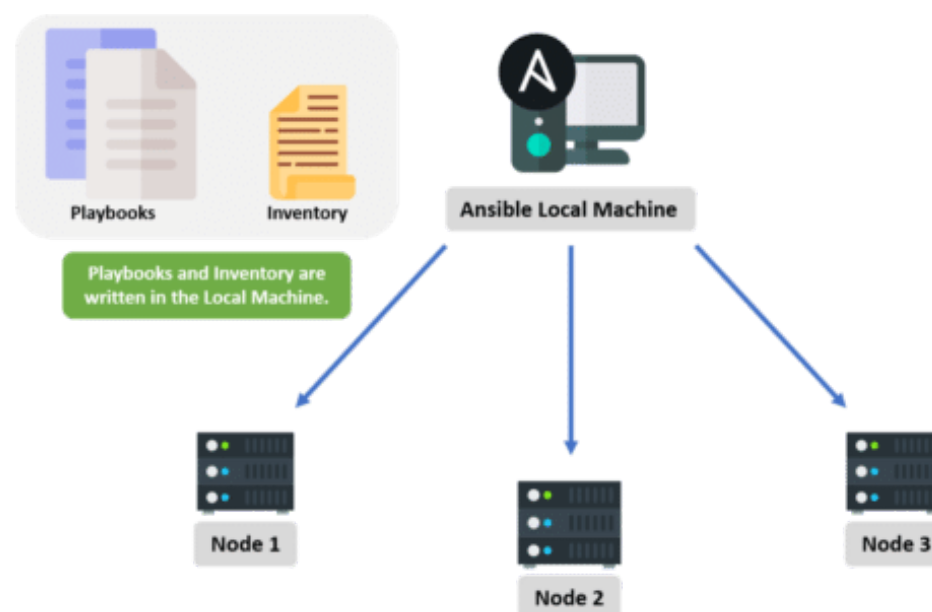 Playbooks
Inventory
Ansible Local Machine
Playbooks and Inventory are
written in the Local Machine.
Node 1
Node 2
Node 3